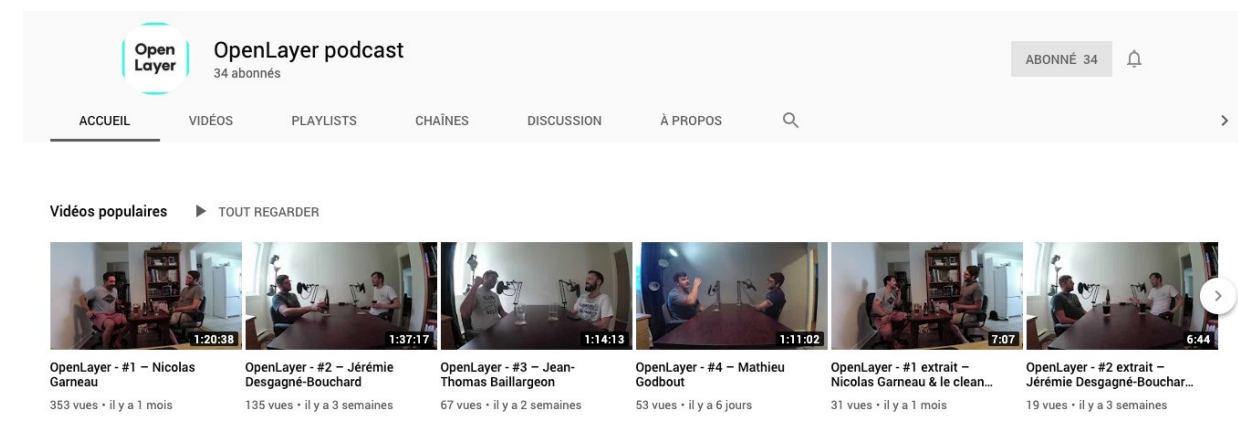 Open
Layer
OpenLayer podcast
34 abonnés
ABONNÉ 34
ACCUEIL VIDÉOS PLAYLISTS CHAÎNES DISCUSSION À PROPOS
Vidéos populaires TOUT REGARDER
1:20:38 1:37:17 1:14:13 1:11:02 7:07 6:44
OpenLayer - #1 – Nicolas
Garneau
353 vues • il y a 1 mois
OpenLayer - #2 – Jérémie
Desgagné-Bouchard
135 vues • il y a 3 semaines
OpenLayer - #3 – Jean-
Thomas Baillargeon
67 vues • il y a 2 semaines
OpenLayer - #4 – Mathieu
Godbout
53 vues • il y a 6 jours
OpenLayer - #1 extrait –
Nicolas Garneau & le clean...
31 vues • il y a 1 mois
OpenLayer - #2 extrait –
Jérémie Desgagné-Bouchar...
19 vues • il y a 3 semaines